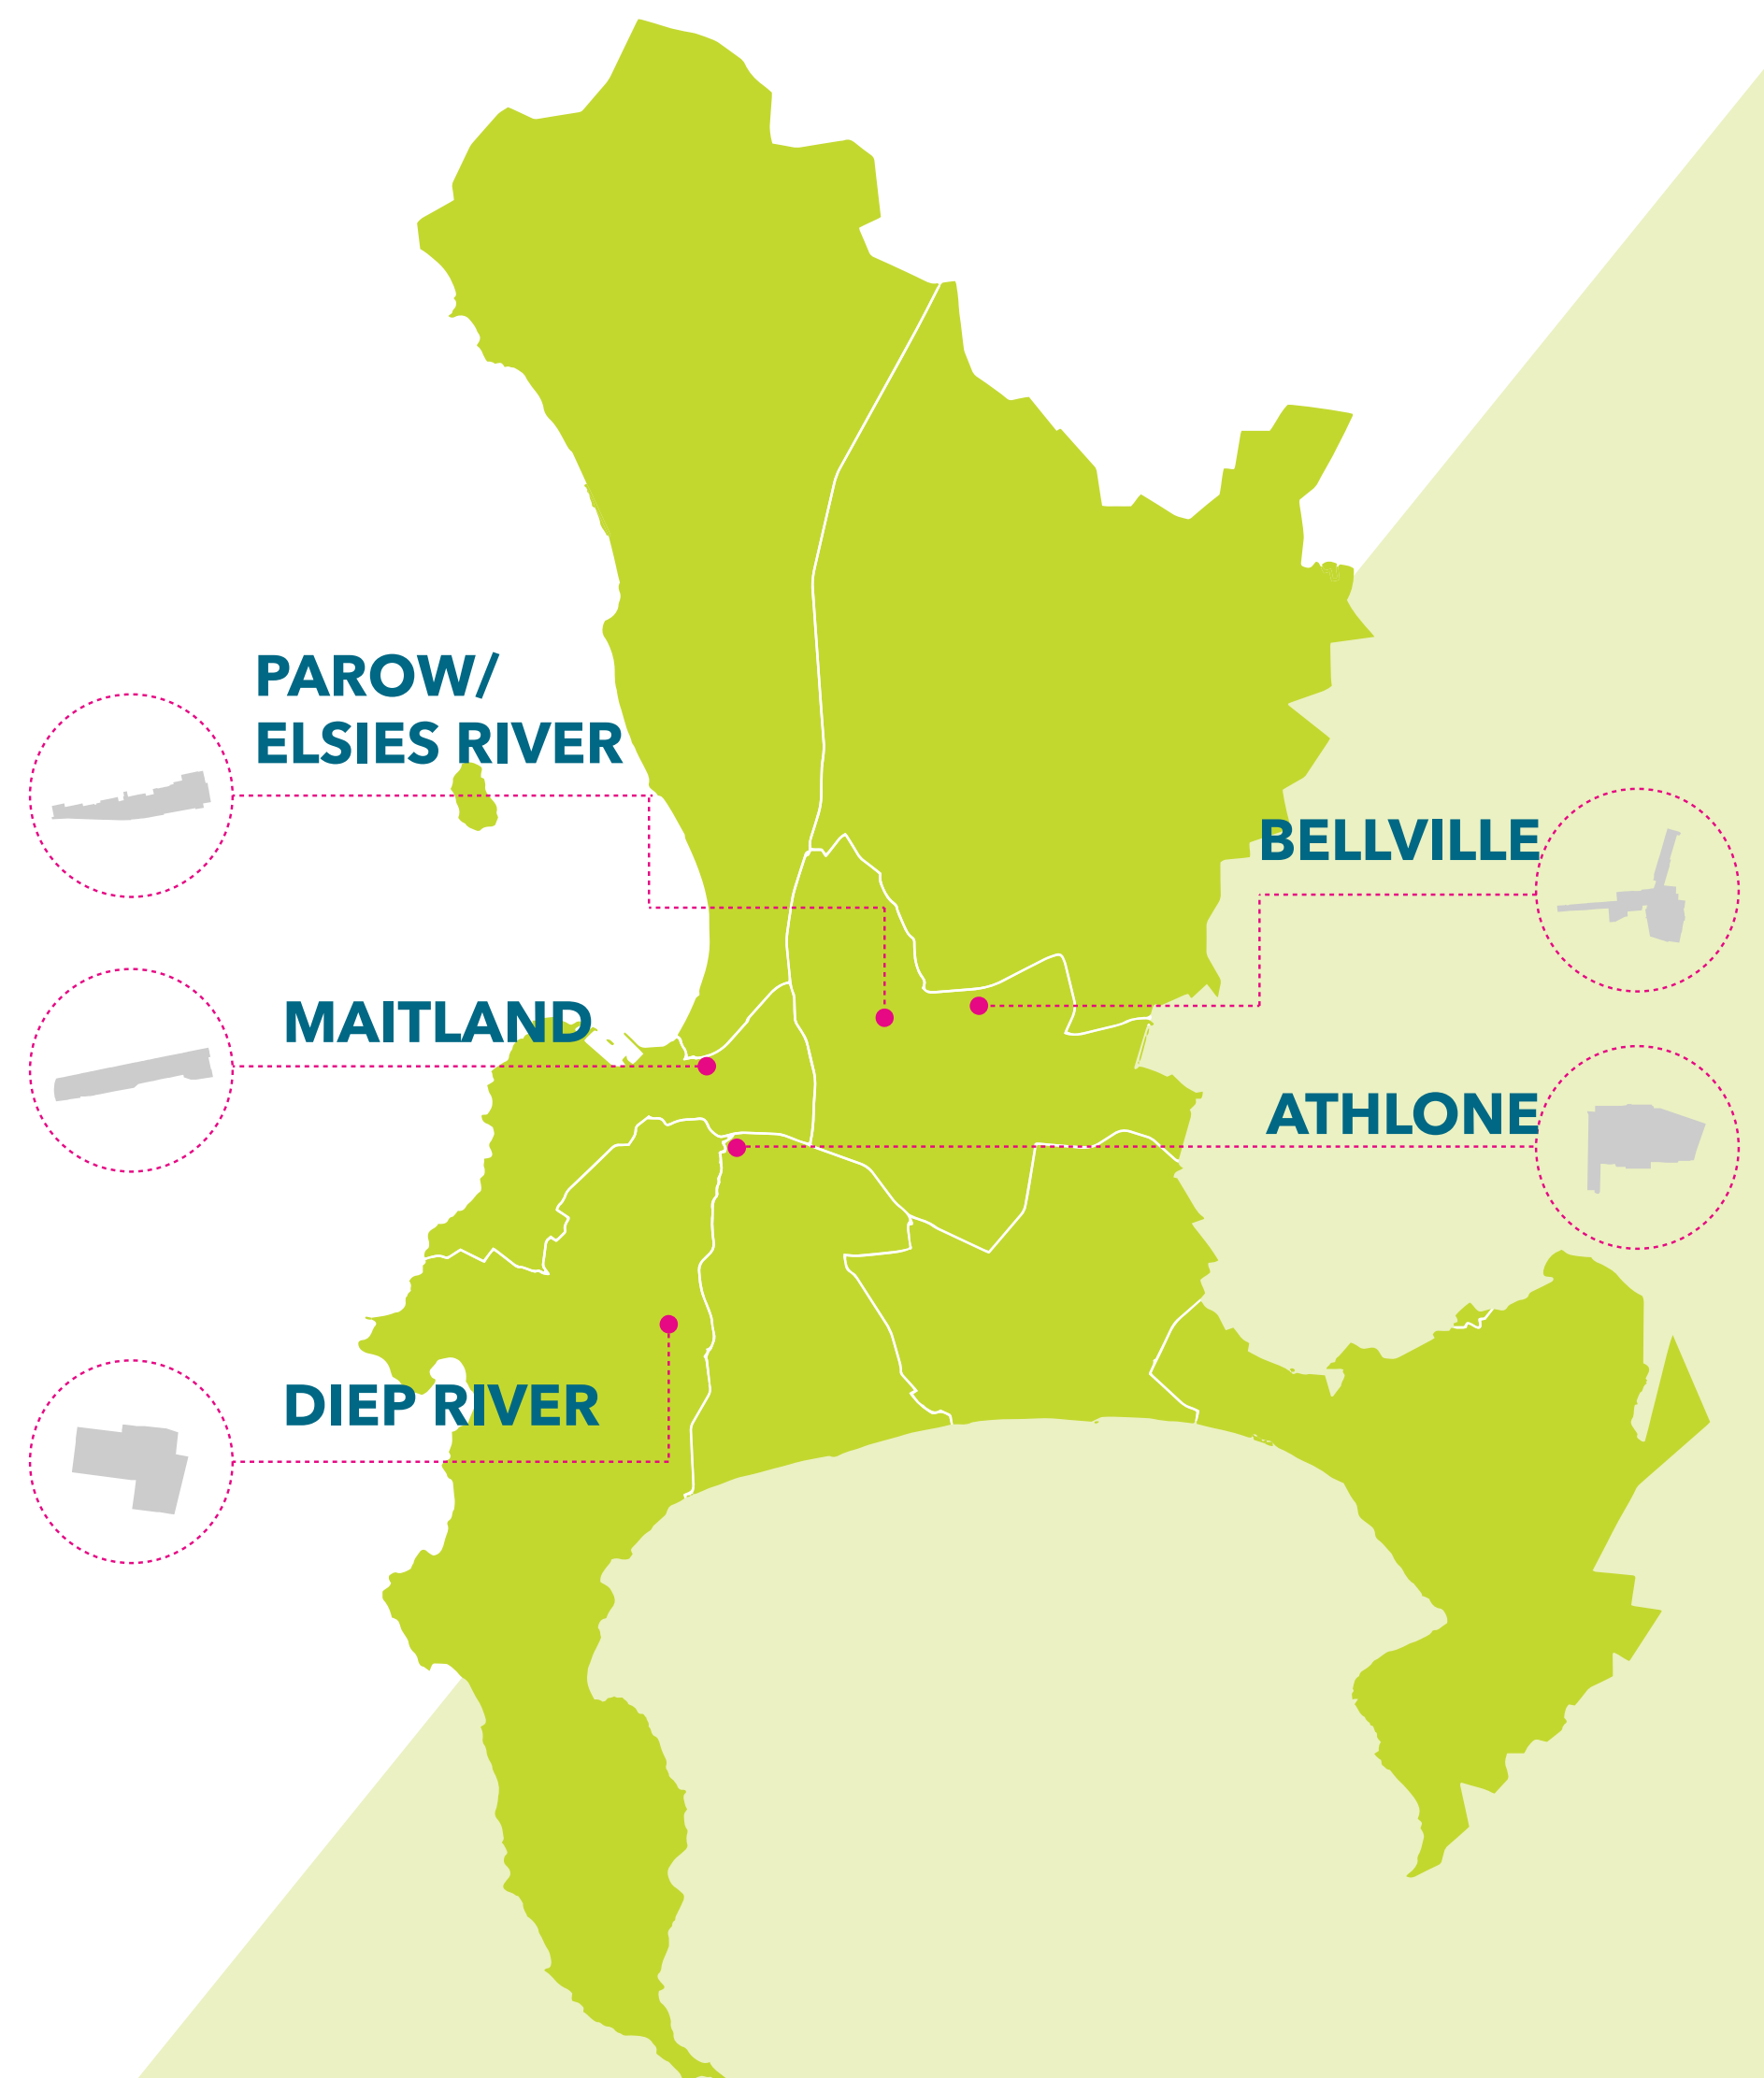 PAROW/
ELSIES RIVER
BELLVILLE
MAITLAND
ATHLONE
DIEP RIVER